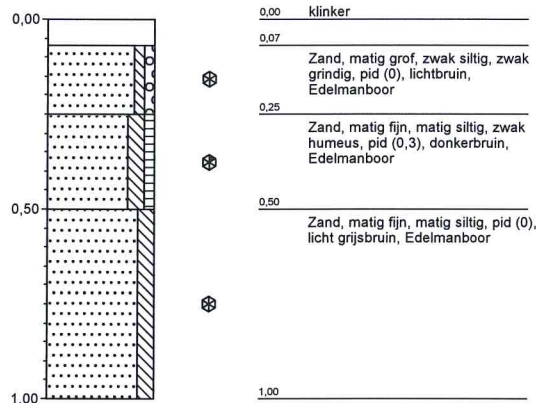 0,00
0,50
1,00
0,00 klinker
0,07
Zand, matig grof, zwak siltig, zwak
grindig, pid (0), lichtbruin,
Edelmanboor
0,25
Zand, matig fijn, matig siltig, zwak
humeus, pid (0,3), donkerbruin,
Edelmanboor
0,50
Zand, matig fijn, matig siltig, pid (0),
licht grijsbruin, Edelmanboor
1,00